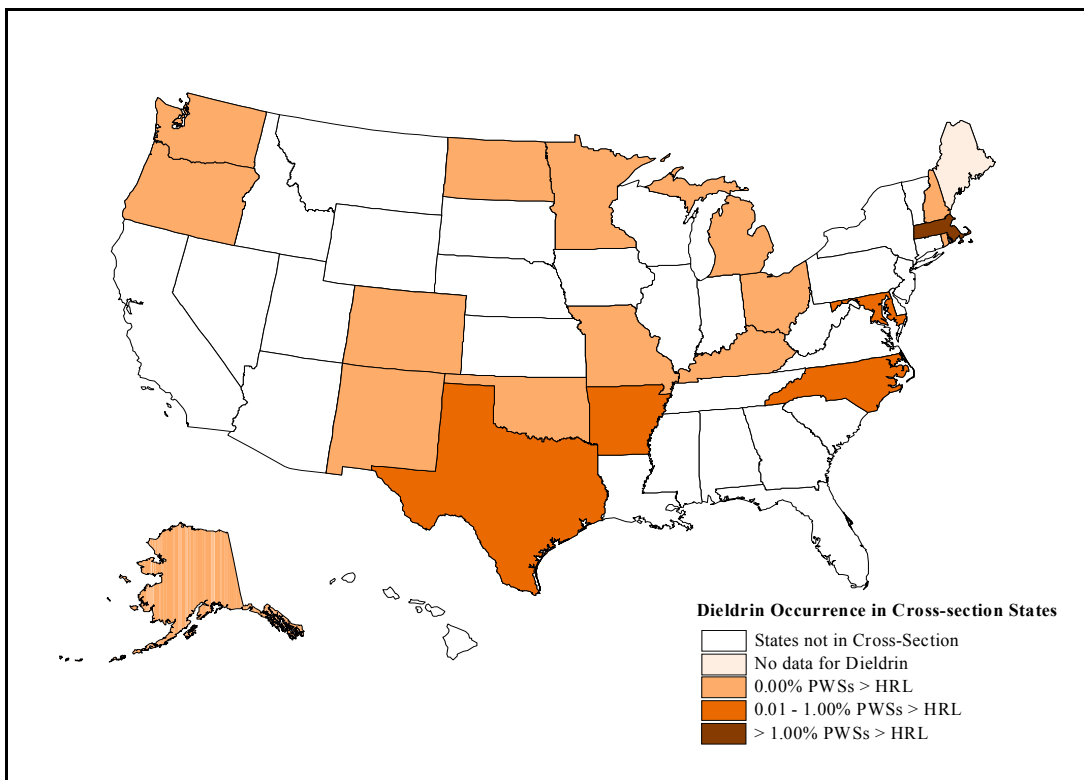 Dieldrin Occurrence in Cross-section States
States not in Cross-Section
No data for Dieldrin
0.00% PWSs > HRL
0.01 - 1.00% PWSs > HRL
> 1.00% PWSs > HRL